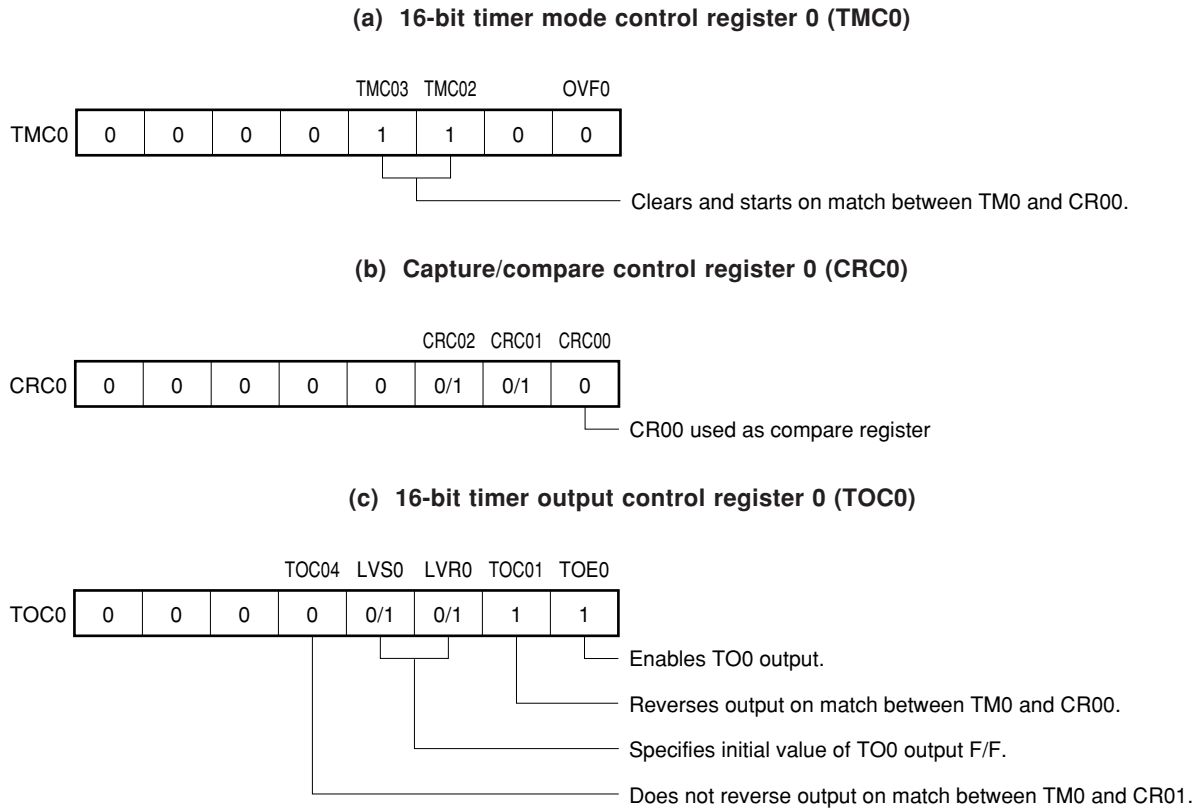 (a) 16-bit timer mode control register 0 (TMC0)
TMC03 TMC02 OVF0
TMC0 0 0 0 0 1 1 0 0
Clears and starts on match between TM0 and CR00.
(b) Capture/compare control register 0 (CRC0)
CRC02 CRC01 CRC00
CRC0 0 0 0 0 0 0/1 0/1 0
CR00 used as compare register
(c) 16-bit timer output control register 0 (TOC0)
TOC04 LVS0 LVR0 TOC01 TOE0
TOC0 0 0 0 0 0/1 0/1 1 1
Enables TO0 output.
Reverses output on match between TM0 and CR00.
Specifies initial value of TO0 output F/F.
Does not reverse output on match between TM0 and CR01.